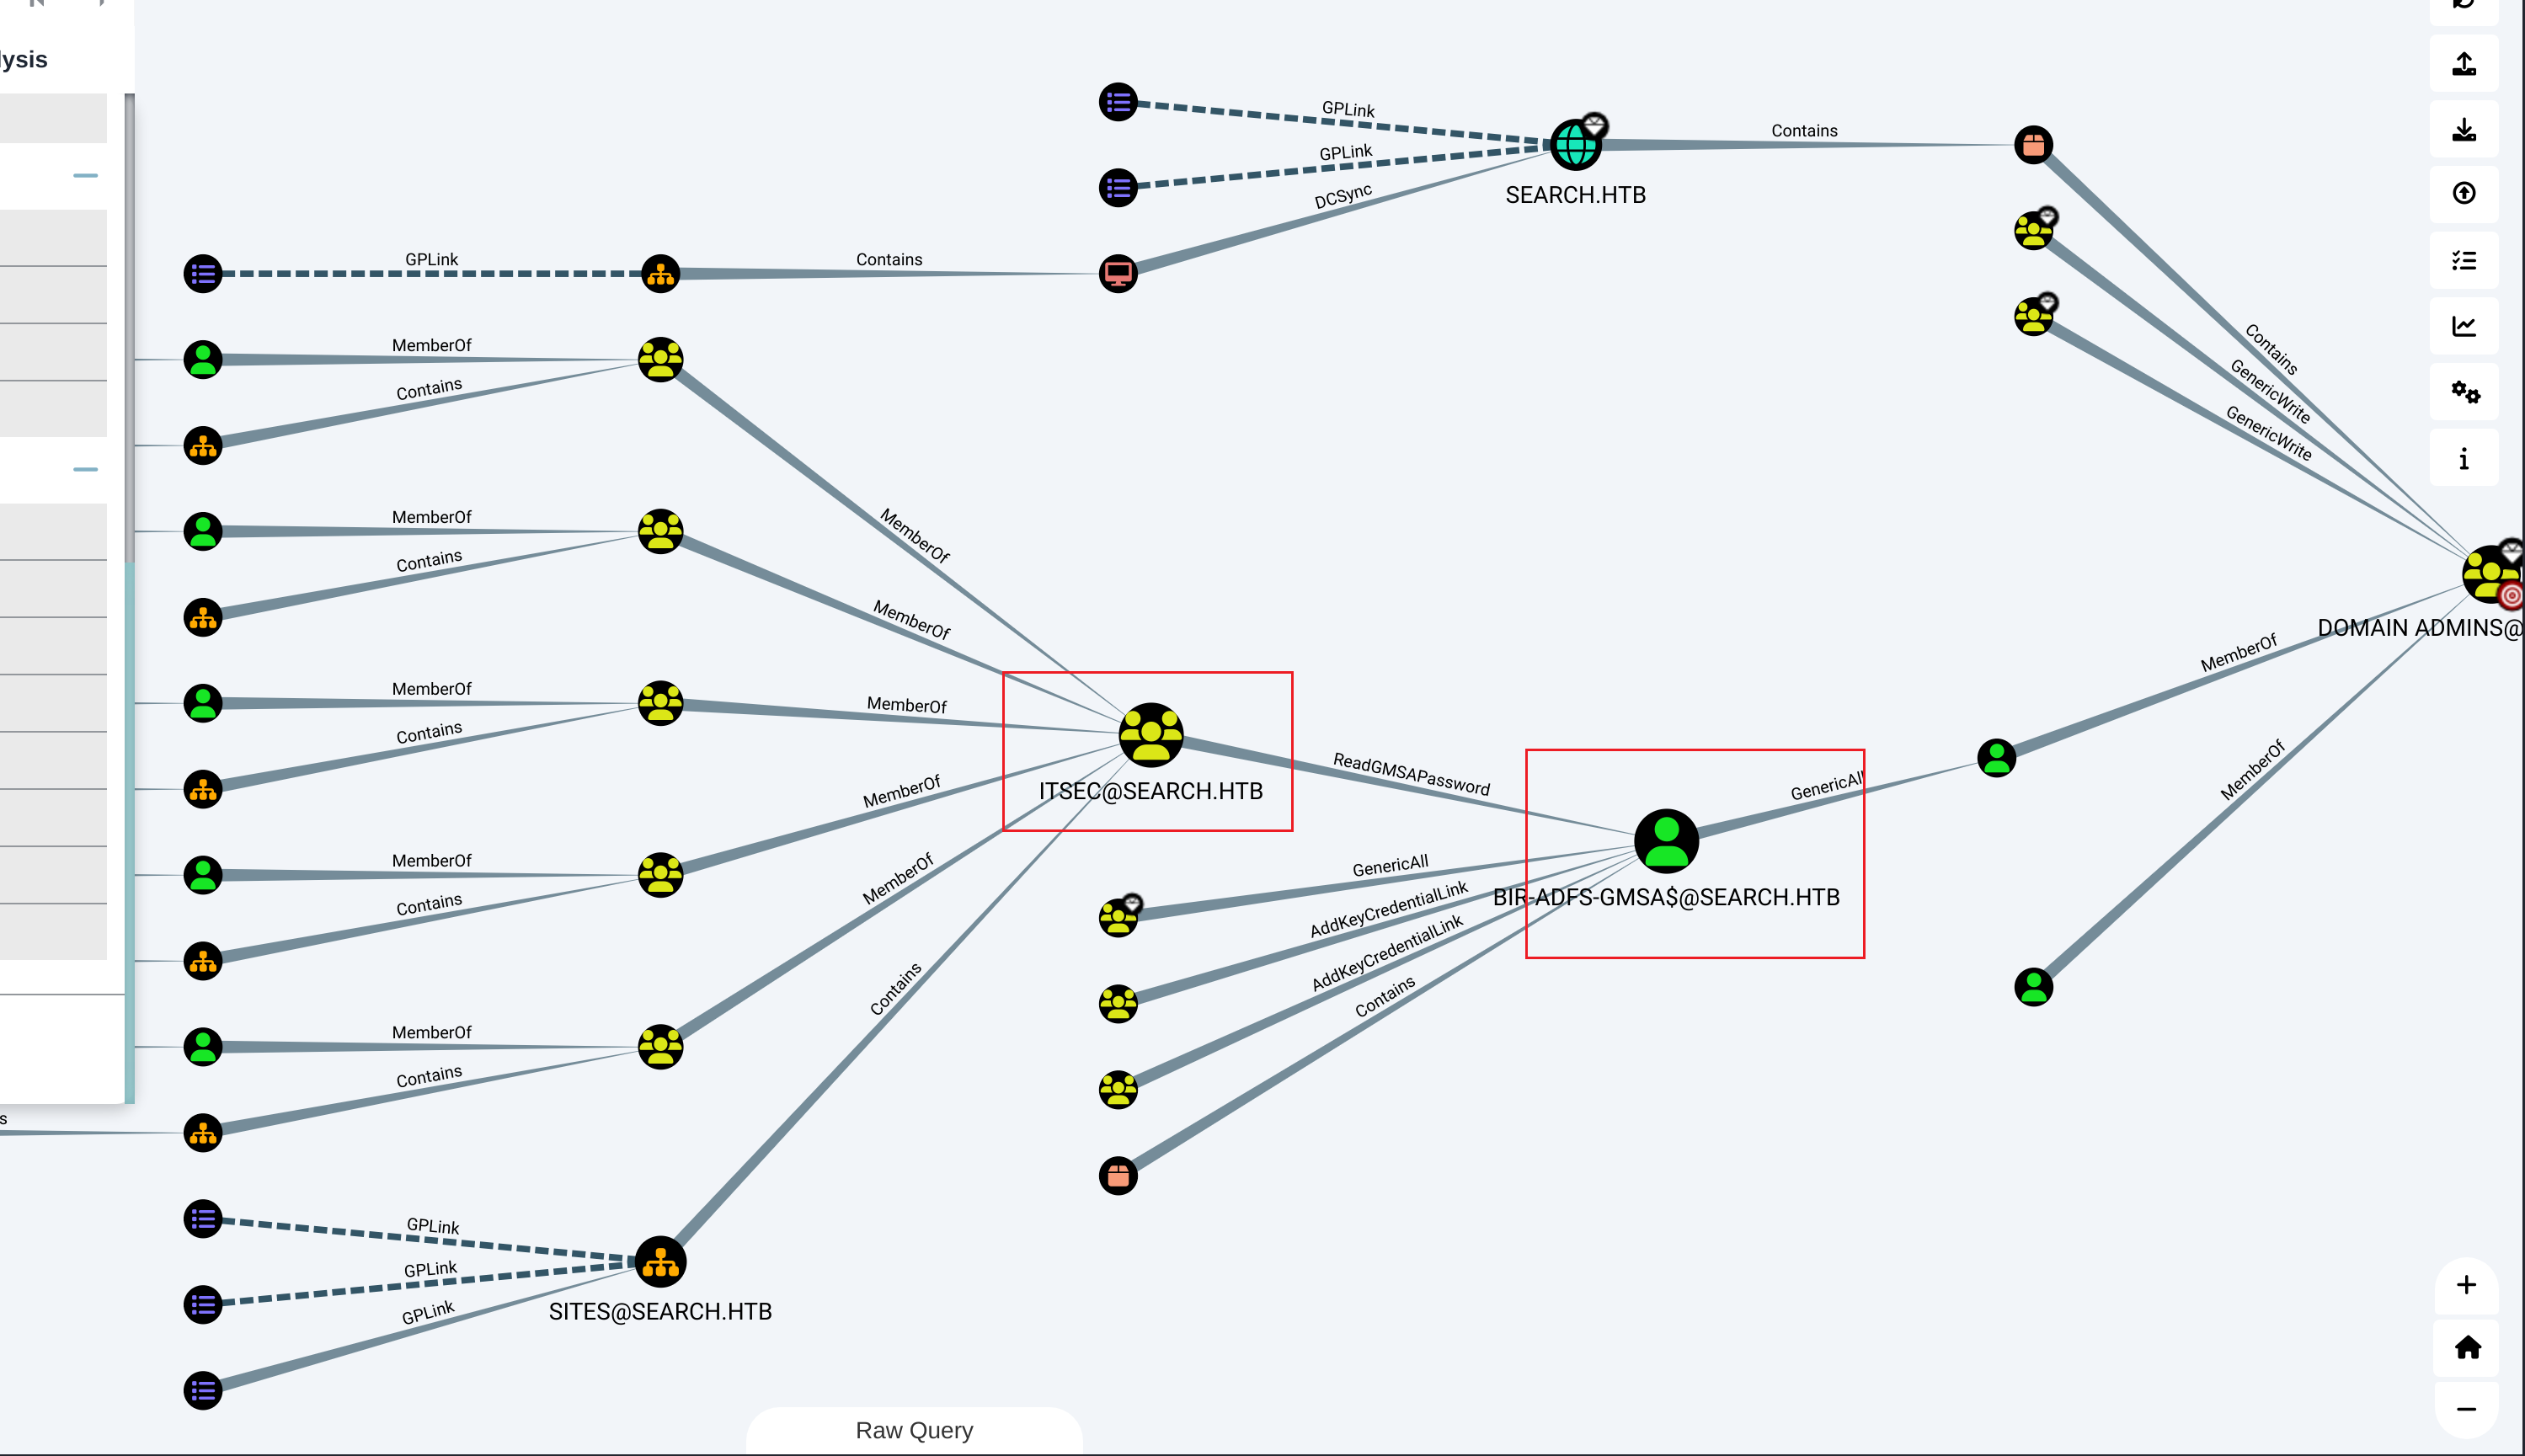 lysis
GPLink
GPLink
Contains
SEARCH.HTB
DCSync
GPLink
Contains
MemberOf
Contains
Contains
GenericWrite
GenericWrite
MemberOf
Contains
MemberOf
MemberOf
DOMAIN ADMINS@
MemberOf
MemberOf
Contains
MemberOf
ITSEC@SEARCH.HTB
ReadGMSAPassword
GenericAll
MemberOf
MemberOf
MemberOf
Contains
MemberOf
GenericAll
AddKeyCredentialLink
BIR-ADFS-GMSA$@SEARCH.HTB
AddKeyCredentialLink
Contains
Contains
MemberOf
Contains
s
GPLink
GPLink
GPLink
SITES@SEARCH.HTB
Raw Query